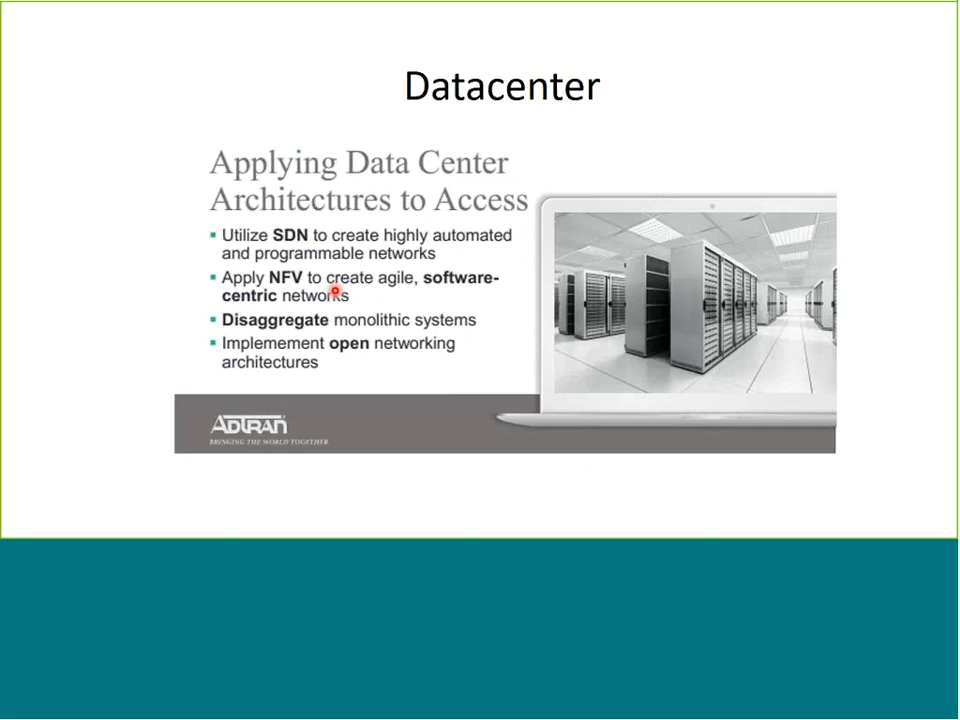 Datacenter
Applying Data Center
Architectures to Access
▪ Utilize SDN to create highly automated
and programmable networks
▪ Apply NFV to create agile, software-
centric networks
▪ Disaggregate monolithic systems
▪ Implemement open networking
architectures
ADTRAN
BRINGING THE WORLD TOGETHER